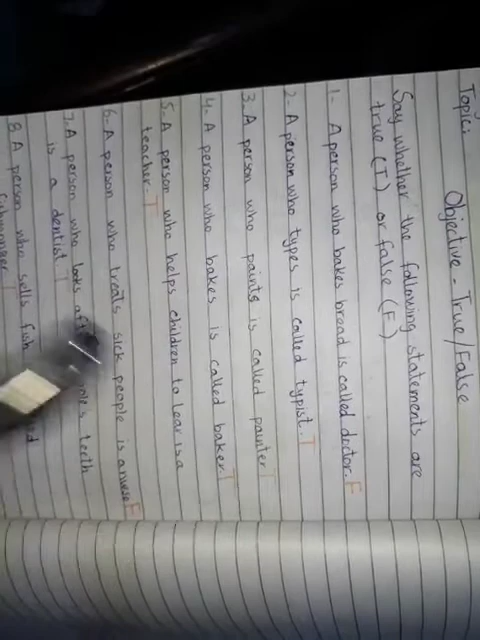 Topic:
Objective - True/False
Say whether the following statements are
true (T) or false (F)
1- A person who bakes bread is called doctor. F
2- A person who types is called typist. T
3- A person who paints is called painter T
4- A person who bakes is called baker. T
5- A person who helps children to lear is a
teacher. T
6- A person who treats sick people is a nurse F
7. A person who looks teeth
is a dentist T
8 A person who sells fish
fishmonger T